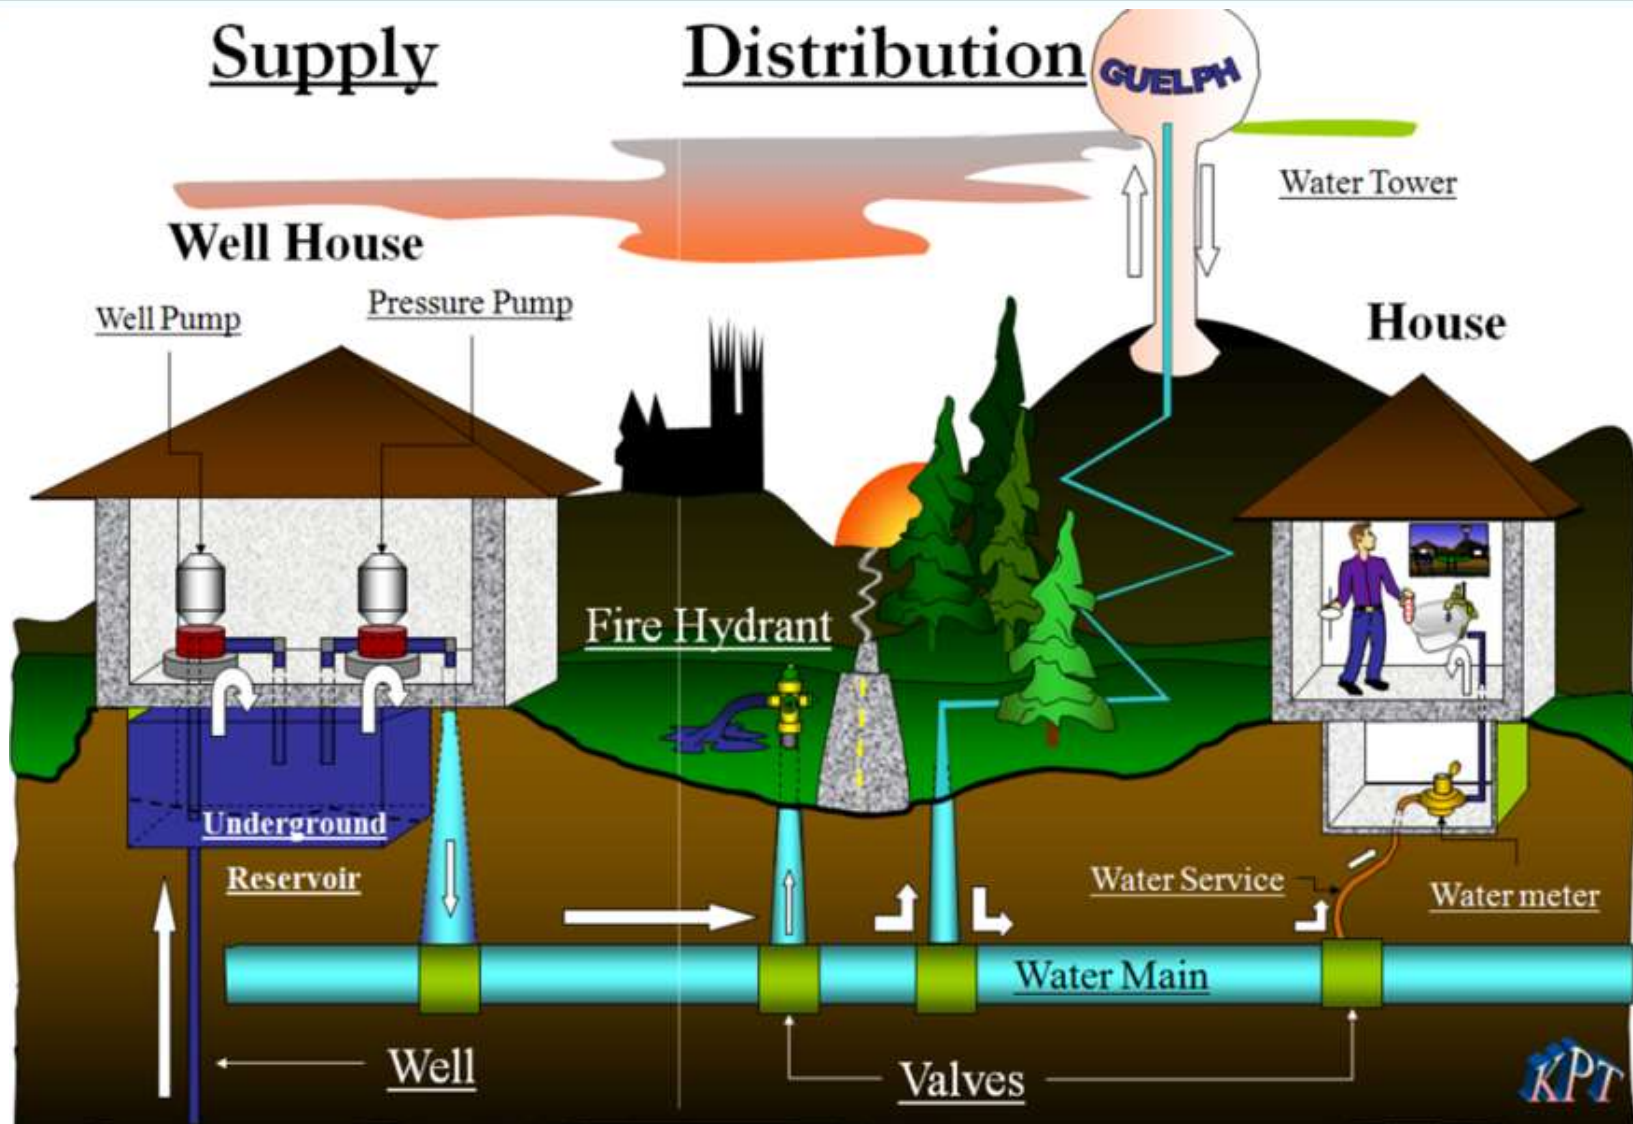 Supply
Distribution
GUELPH
Water Tower
Well House
Pressure Pump
Well Pump
House
Fire Hydrant
Underground
Reservoir
Water Service
Water meter
Water Main
Well
Valves
KPT